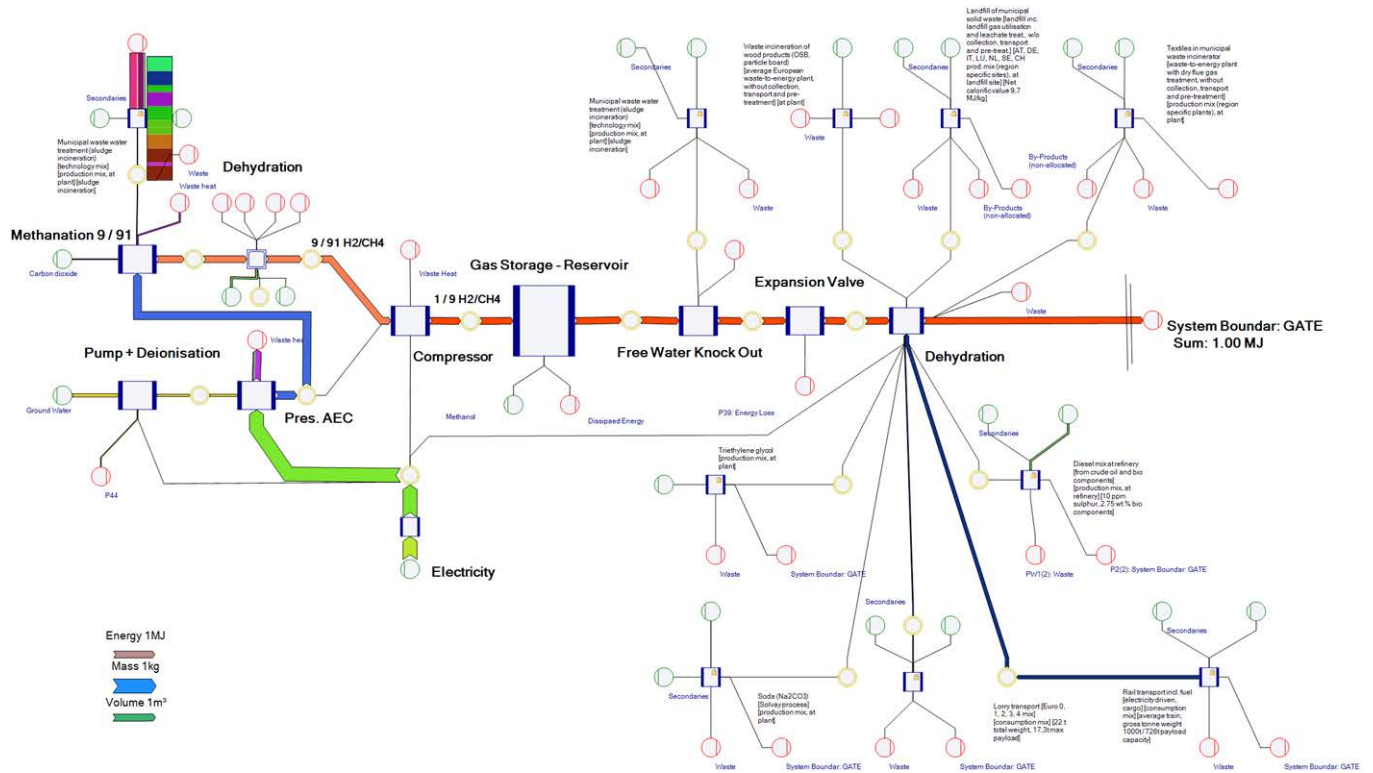 Secondaries
Municipal waste water
treatment (sludge
incineration)
[technology mix]
[production mix, at
plant] [sludge
incineration]
Waste
Waste heat
Dehydration
Methanation 9 / 91
Carbon dioxide
9 / 91 H2/CH4
Waste Heat
1 / 9 H2/CH4
Compressor
Gas Storage - Reservoir
Pump + Deionisation
Waste heat
Ground Water
Pres. AEC
P44
Methanol
Dissipaed Energy
Electricity
Secondaries
Municipal waste water
treatment (sludge
incineration)
[technology mix]
[production mix, at
plant] [sludge
incineration]
Waste
Free Water Knock Out
Waste incineration of
wood products (OSB,
particle board)
[average European
waste-to-energy plant,
without collection,
transport and pre-
treatment] [at plant]
Waste
Expansion Valve
Landfill of municipal
solid waste [landfill inc.
landfill gas utilisation
and leachate treat., w/o
collection, transport
and pre-treat.] [AT, DE,
IT, LU, NL, SE, CH
prod. mix (region
specific sites), at
landfill site] [Net
calorific value 9,7
MJ/kg]
Waste
By-Products
(non-allocated)
Secondaries
Textiles in municipal
waste incinerator
[waste-to-energy plant
with dry flue gas
treatment, without
collection, transport
and pre-treatment]
[production mix (region
specific plants), at
plant]
By-Products
(non-allocated)
Waste
Waste
Dehydration
System Boundar: GATE
Sum: 1.00 MJ
P39: Energy Loss
Triethylene glycol
[production mix, at
plant]
Waste
System Boundar: GATE
Secondaries
Diesel mix at refinery
[from crude oil and bio
components]
[production mix, at
refinery] [10 ppm
sulphur, 2.75 wt.% bio
components]
PW1(2): Waste
P2(2): System Boundar: GATE
Secondaries
Soda (Na2CO3)
[Solvay process]
[production mix, at
plant]
Waste
System Boundar: GATE
Secondaries
Waste
System Boundar: GATE
Lorry transport [Euro 0,
1, 2, 3, 4 mix]
[consumption mix] [22 t
total weight, 17,3t max
payload]
Secondaries
Rail transport incl. fuel
[electricity driven,
cargo] [consumption
mix] [average train,
gross tonne weight
1000t / 726t payload
capacity]
Waste
System Boundar: GATE
Energy 1MJ
Mass 1kg
Volume 1m³